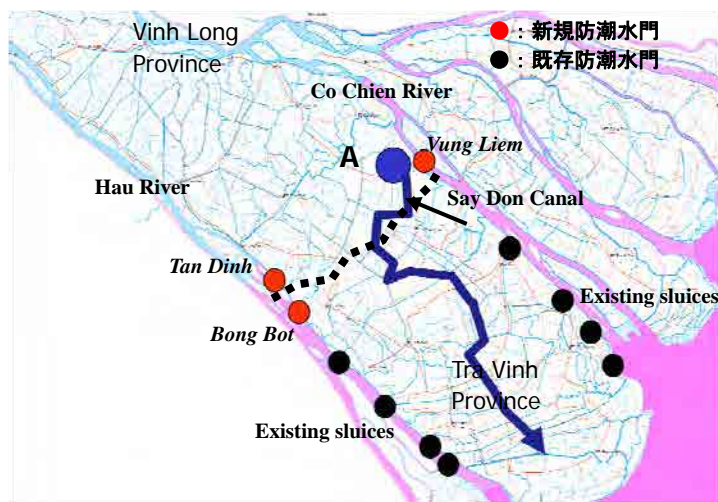 Vinh Long
Province
：新規防潮水門
：既存防潮水門
Co Chien River
Vung Liem
A
Hau River
Say Don Canal
Tan Dinh
Existing sluices
Bong Bot
Tra Vinh
Province
Existing sluices